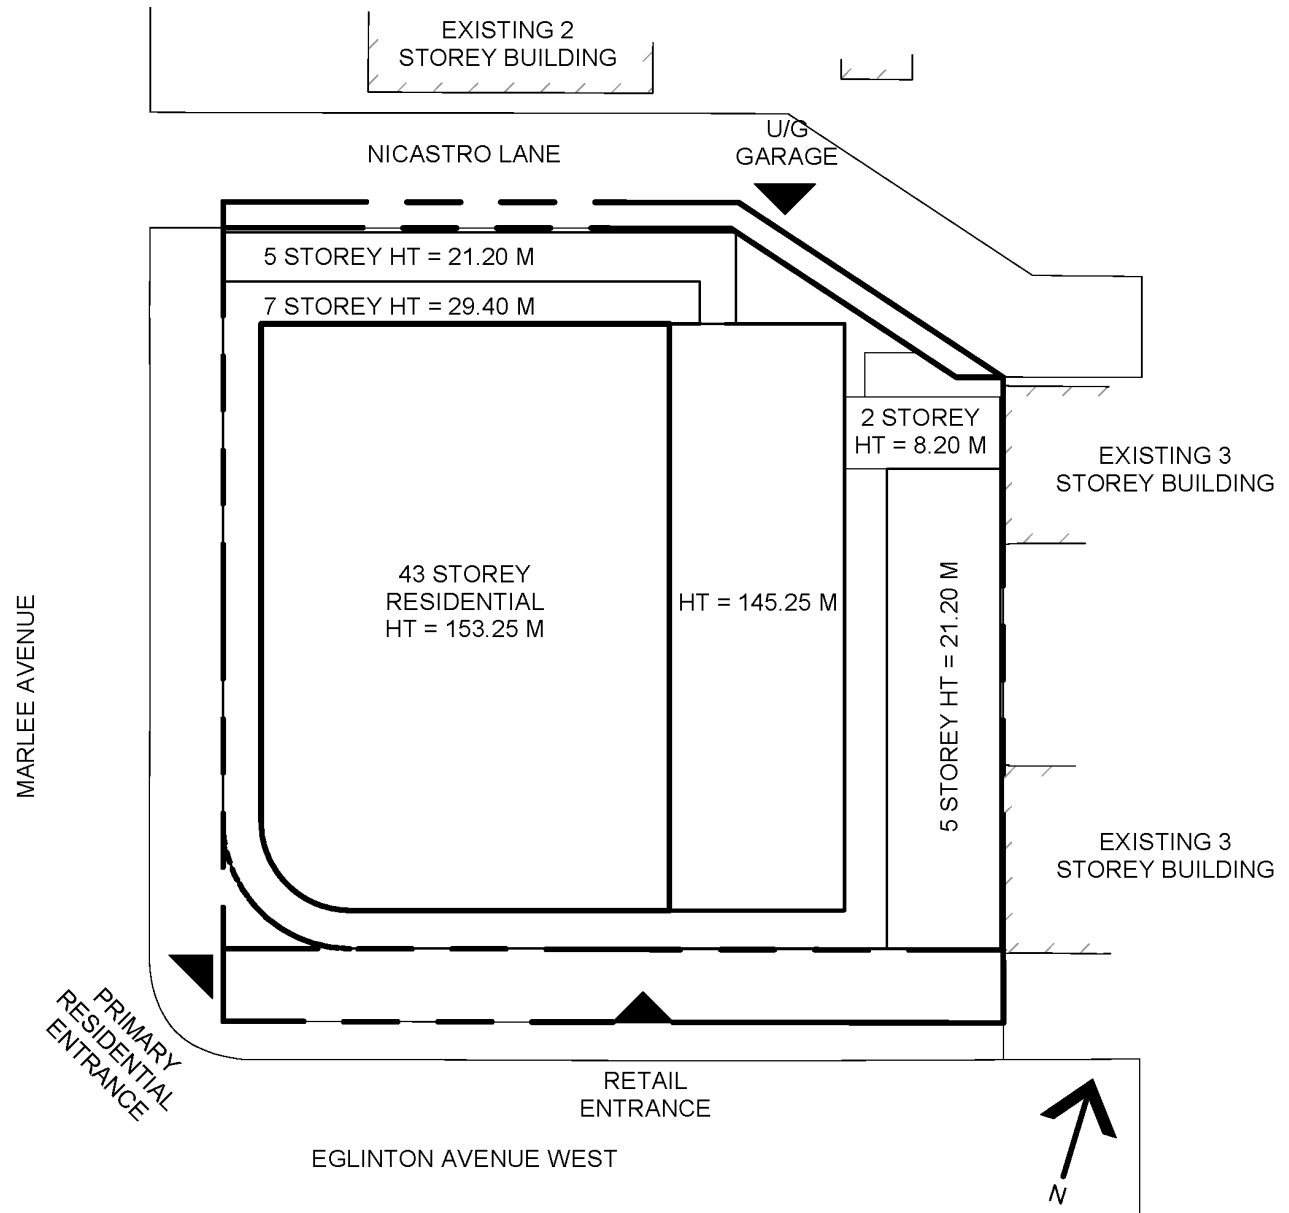 EXISTING 2
STOREY BUILDING
U/G
GARAGE
NICASTRO LANE
5 STOREY HT = 21.20 M
7 STOREY HT = 29.40 M
2 STOREY
HT = 8.20 M
EXISTING 3
STOREY BUILDING
43 STOREY
RESIDENTIAL
HT = 153.25 M
HT = 145.25 M
5 STOREY HT = 21.20 M
MARLEE AVENUE
EXISTING 3
STOREY BUILDING
PRIMARY
RESIDENTIAL
ENTRANCE
RETAIL
ENTRANCE
EGLINTON AVENUE WEST
N